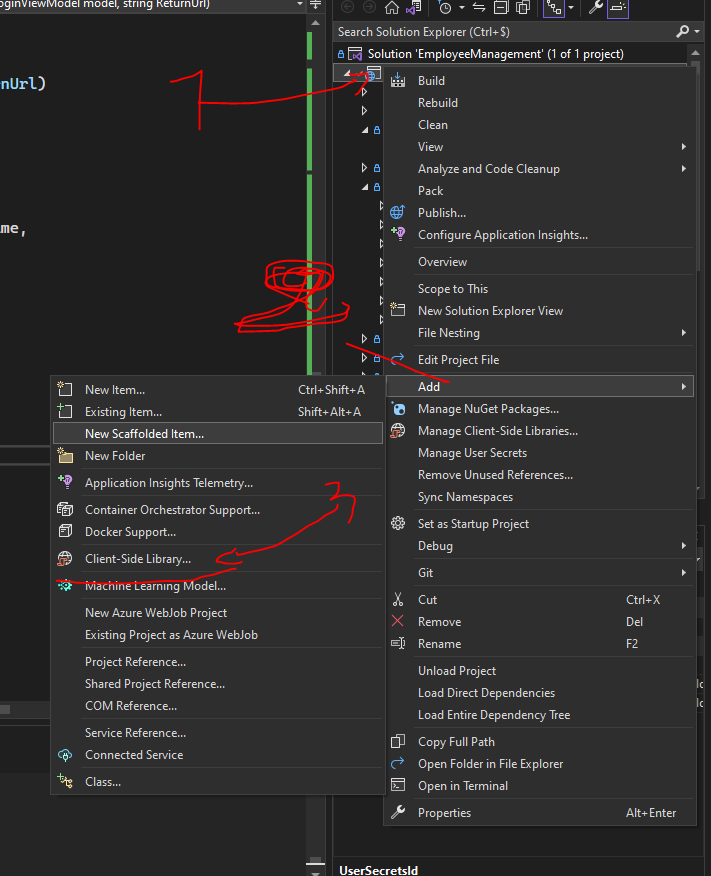 oginViewModel model, string ReturnUrl)
nUrl)
me,
Search Solution Explorer (Ctrl+$)
Solution 'EmployeeManagement' (1 of 1 project)
1
2
3
Build
Rebuild
Clean
View
Analyze and Code Cleanup
Pack
Publish...
Configure Application Insights...
Overview
Scope to This
New Solution Explorer View
File Nesting
Edit Project File
Add
Manage NuGet Packages...
Manage Client-Side Libraries...
Manage User Secrets
Remove Unused References...
Sync Namespaces
Set as Startup Project
Debug
Git
Cut Ctrl+X
Remove Del
Rename F2
Unload Project
Load Direct Dependencies
Load Entire Dependency Tree
Copy Full Path
Open Folder in File Explorer
Open in Terminal
Properties Alt+Enter
New Item... Ctrl+Shift+A
Existing Item... Shift+Alt+A
New Scaffolded Item...
New Folder
Application Insights Telemetry...
Container Orchestrator Support...
Docker Support...
Client-Side Library...
Machine Learning Model...
New Azure WebJob Project
Existing Project as Azure WebJob
Project Reference...
Shared Project Reference...
COM Reference...
Service Reference...
Connected Service
Class...
UserSecretsId